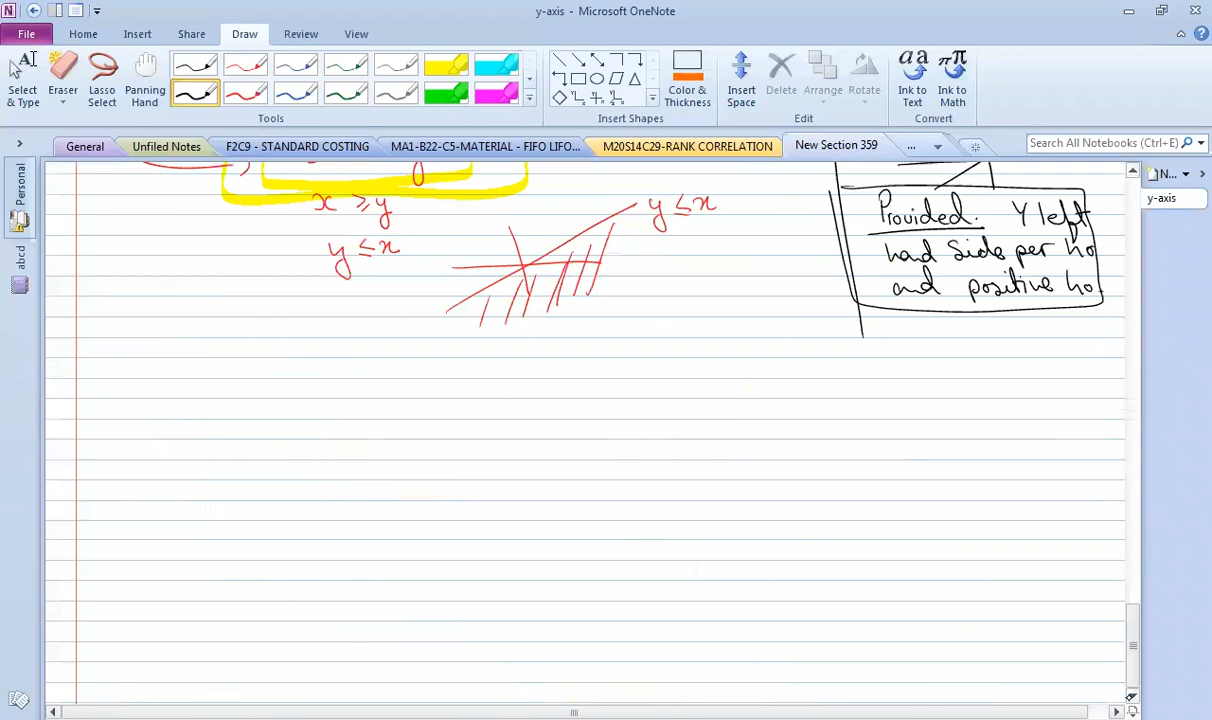 y-axis - Microsoft OneNote
File Home Insert Share Draw Review View
Select & Type
Eraser
Lasso Select
Panning Hand
Color & Thickness
Insert Space
Delete
Arrange
Rotate
Ink to Text
Ink to Math
Tools
Insert Shapes
Edit
Convert
General
Unfiled Notes
F2C9 - STANDARD COSTING
MA1-B22-C5-MATERIAL - FIFO LIFO...
M20S14C29-RANK CORRELATION
New Section 359
...
Search All Notebooks (Ctrl+E)
Personal
abcd
N...
y-axis
x ≥ y
y ≤ x
y ≤ x
Provided. Y left
hand Side per ho
and positive ho.